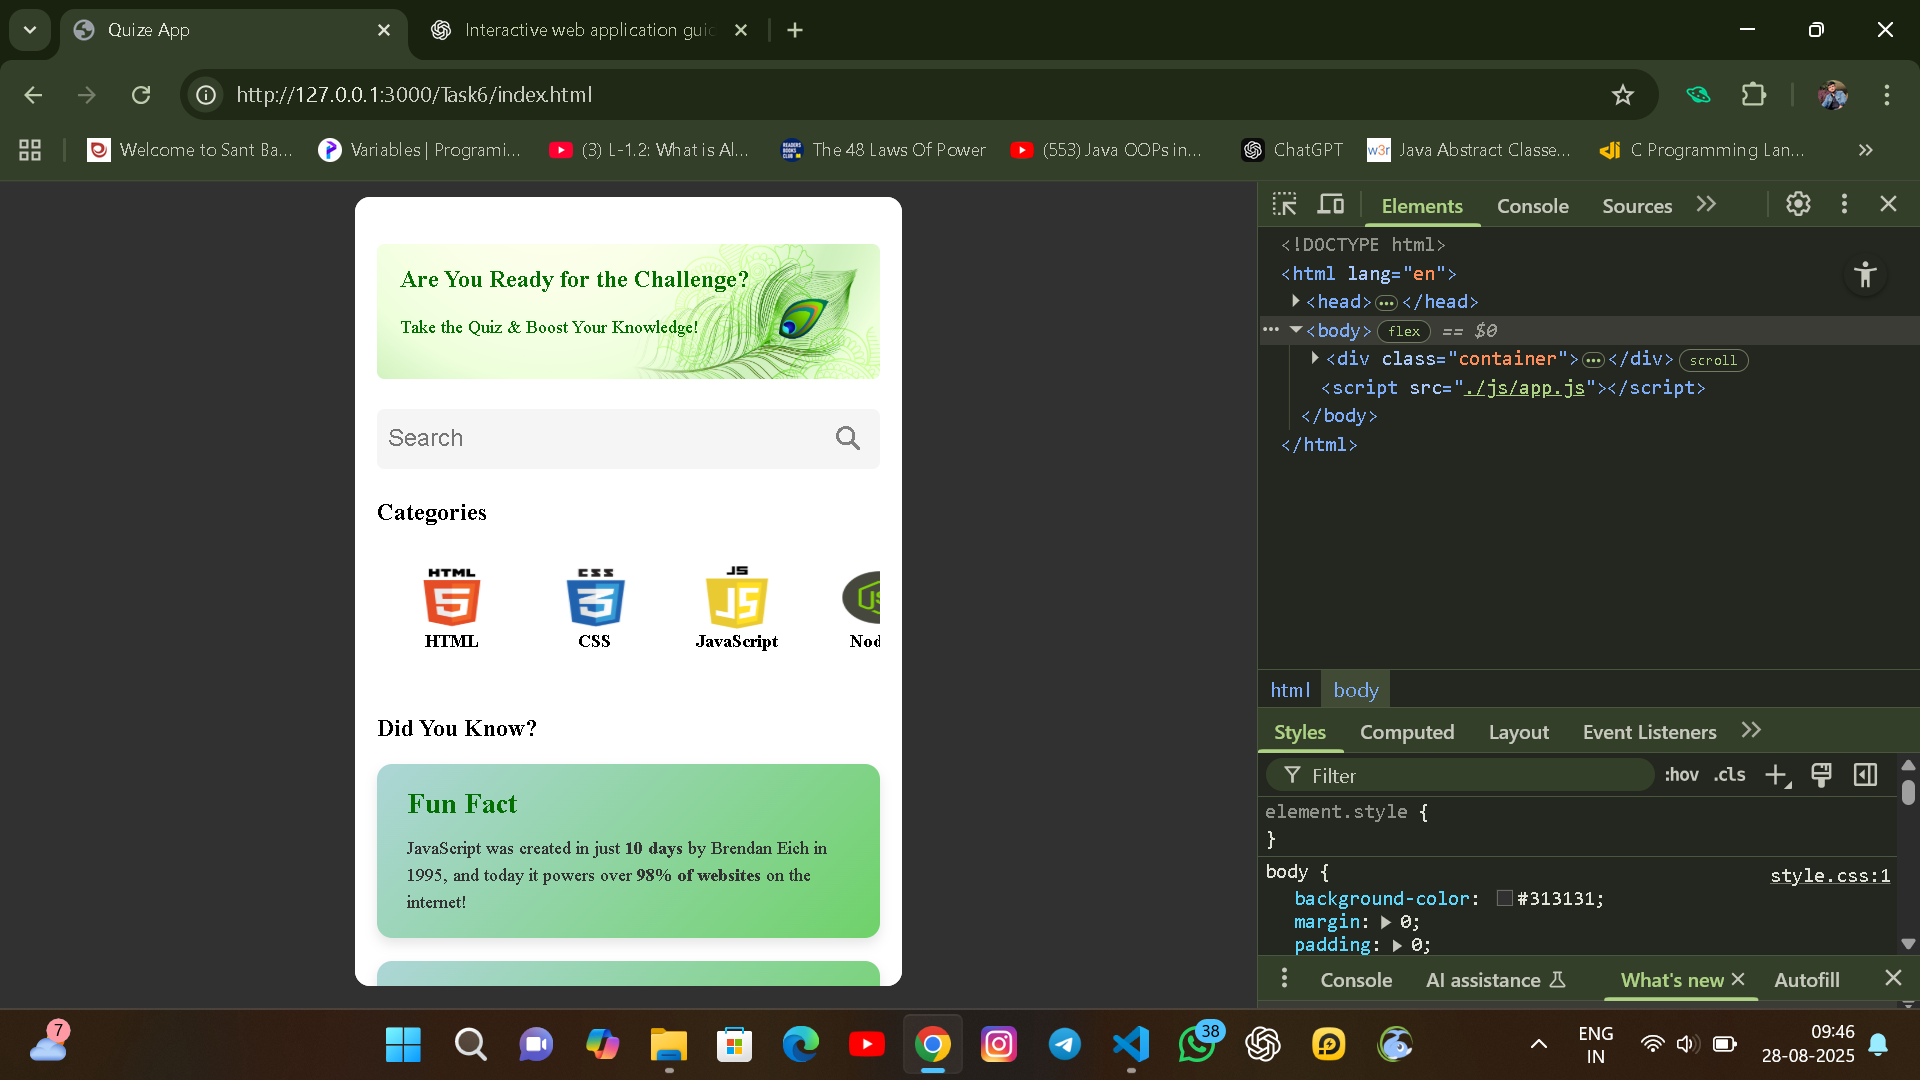 Quize App
Interactive web application guic
http://127.0.0.1:3000/Task6/index.html
Welcome to Sant Ba...
Variables | Programi...
(3) L-1.2: What is Al...
READERS BOOKS CLUB
The 48 Laws Of Power
(553) Java OOPs in...
ChatGPT
w3r
Java Abstract Classe...
C Programming Lan...
Are You Ready for the Challenge?
Take the Quiz & Boost Your Knowledge!
Search
Categories
HTML
CSS
JS
JS
HTML
CSS
JavaScript
Nod
Did You Know?
Fun Fact
JavaScript was created in just 10 days by Brendan Eich in
1995, and today it powers over 98% of websites on the
internet!
Elements
Console
Sources
<!DOCTYPE html>
<html lang="en">
<head>
</head>
<body> flex == $0
<div class="container"> </div> scroll
<script src="./js/app.js"></script>
</body>
</html>
html
body
Styles
Computed
Layout
Event Listeners
Filter
:hov
.cls
element.style {
}
body {
style.css:1
background-color: #313131;
margin: 0;
padding: 0;
Console
AI assistance
What's new
Autofill
7
38
ENG
IN
09:46
28-08-2025